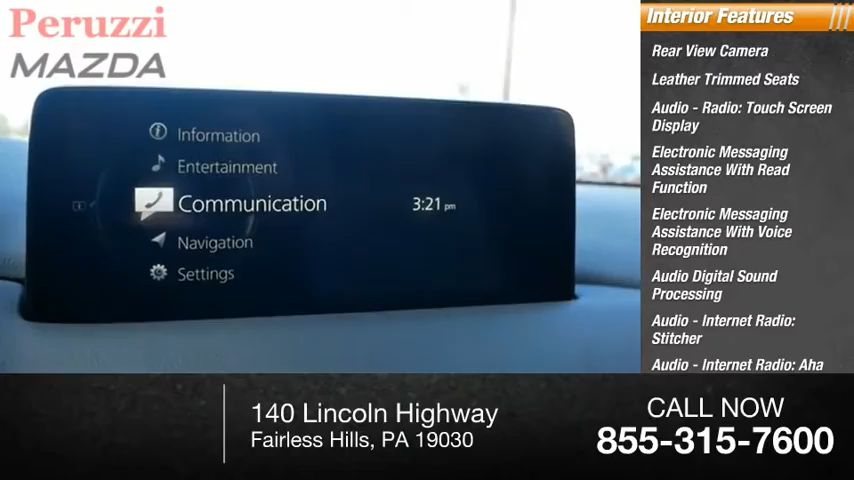 Peruzzi
mazda
Information
Entertainment
Communication
3:21 pm
Navigation
Settings
Interior Features
Rear View Camera
Leather Trimmed Seats
Audio - Radio: Touch Screen
Display
Electronic Messaging
Assistance With Read
Function
Electronic Messaging
Assistance With Voice
Recognition
Audio Digital Sound
Processing
Audio - Internet Radio:
Stitcher
Audio - Internet Radio: Aha
140 Lincoln Highway
Fairless Hills, PA 19030
CALL NOW
855-315-7600